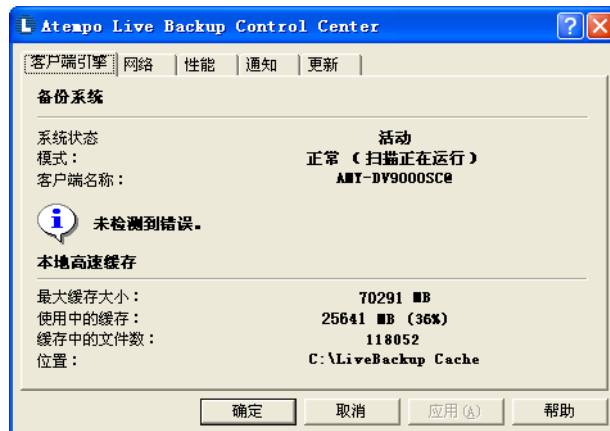 Atempo Live Backup Control Center
客户端引擎 网络 性能 通知 更新
备份系统
系统状态 活动
模式： 正常 （扫描正在运行）
客户端名称： AMY-DV9000SC@
未检测到错误。
本地高速缓存
最大缓存大小： 70291 MB
使用中的缓存： 25641 MB (36%)
缓存中的文件数： 118052
位置： C:\LiveBackup Cache
确定 取消 应用(A) 帮助